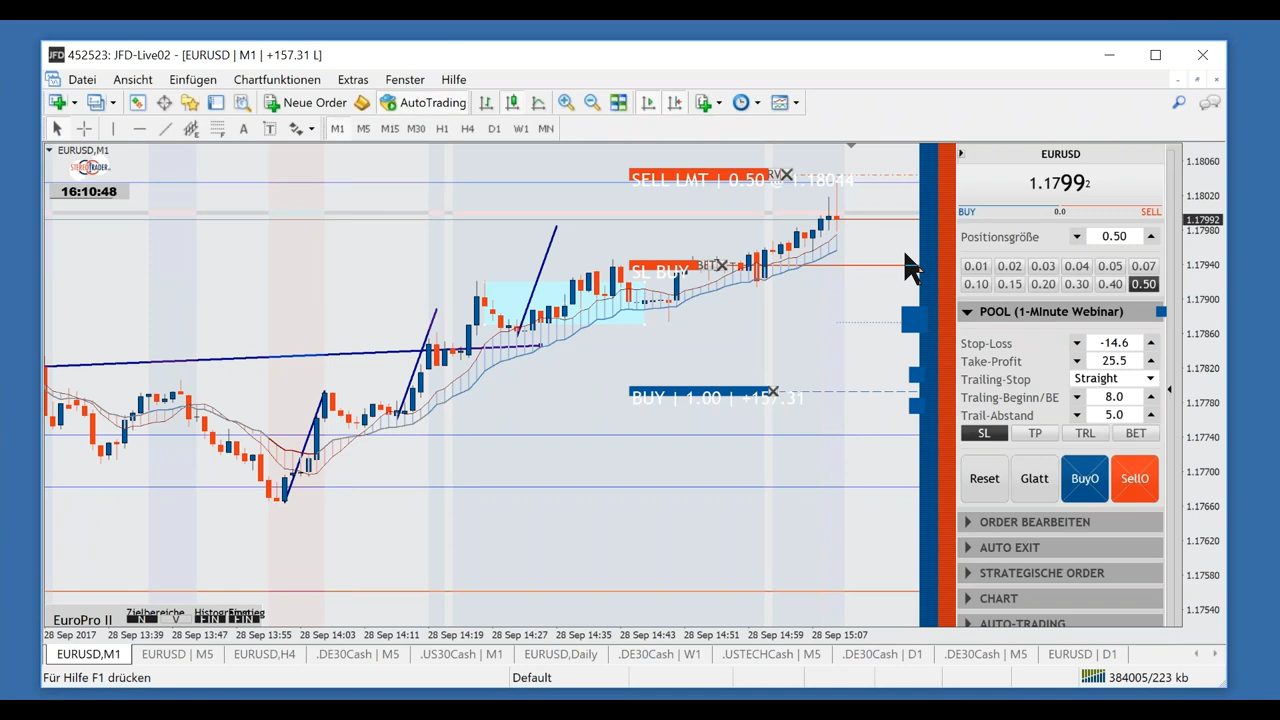 452523: JFD-Live02 - [EURUSD | M1 | +157.31 L]
Datei Ansicht Einfügen Chartfunktionen Extras Fenster Hilfe
Neue Order AutoTrading
M1 M5 M15 M30 H1 H4 D1 W1 MN
EURUSD,M1
STEREOTRADER
16:10:48
SELL LMT | 0.50 @ 1.18044
SL BUY
BUY | 1.00 | +157.31
EURUSD
1.17992
BUY 0.0 SELL
Positionsgröße 0.50
0.01 0.02 0.03 0.04 0.05 0.07
0.10 0.15 0.20 0.30 0.40 0.50
POOL (1-Minute Webinar)
Stop-Loss -14.6
Take-Profit 25.5
Trailing-Stop Straight
Traling-Beginn/BE 8.0
Trail-Abstand 5.0
SL TP TRL BET
Reset Glatt BuyO SellO
ORDER BEARBEITEN
AUTO EXIT
STRATEGISCHE ORDER
CHART
AUTO-TRADING
1.18060
1.18020
1.17992
1.17980
1.17940
1.17900
1.17860
1.17820
1.17780
1.17740
1.17700
1.17660
1.17620
1.17580
1.17540
EuroPro II Zielbereiche
N V EIN EIN
28 Sep 2017 28 Sep 13:39 28 Sep 13:47 28 Sep 13:55 28 Sep 14:03 28 Sep 14:11 28 Sep 14:19 28 Sep 14:27 28 Sep 14:35 28 Sep 14:43 28 Sep 14:51 28 Sep 14:59 28 Sep 15:07
EURUSD,M1 EURUSD | M5 EURUSD,H4 .DE30Cash | M5 .US30Cash | M1 EURUSD,Daily .DE30Cash | W1 .USTECHCash | M5 .DE30Cash | D1 .DE30Cash | M5 EURUSD | D1
Für Hilfe F1 drücken Default 384005/223 kb